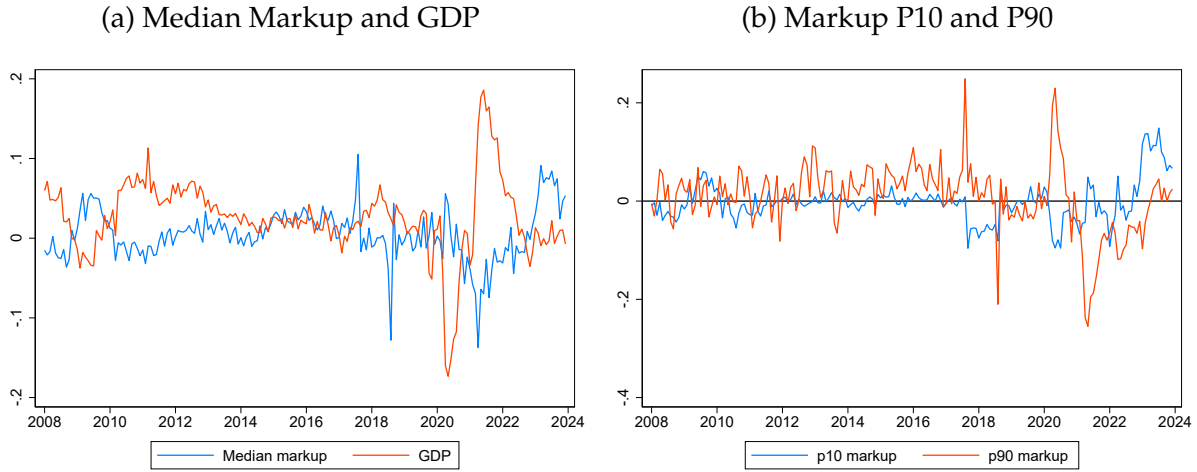 (a) Median Markup and GDP
.2
.1
0
-.1
-.2
2008 2010 2012 2014 2016 2018 2020 2022 2024
Median markup GDP
(b) Markup P10 and P90
.2
0
-.2
-.4
2008 2010 2012 2014 2016 2018 2020 2022 2024
p10 markup p90 markup